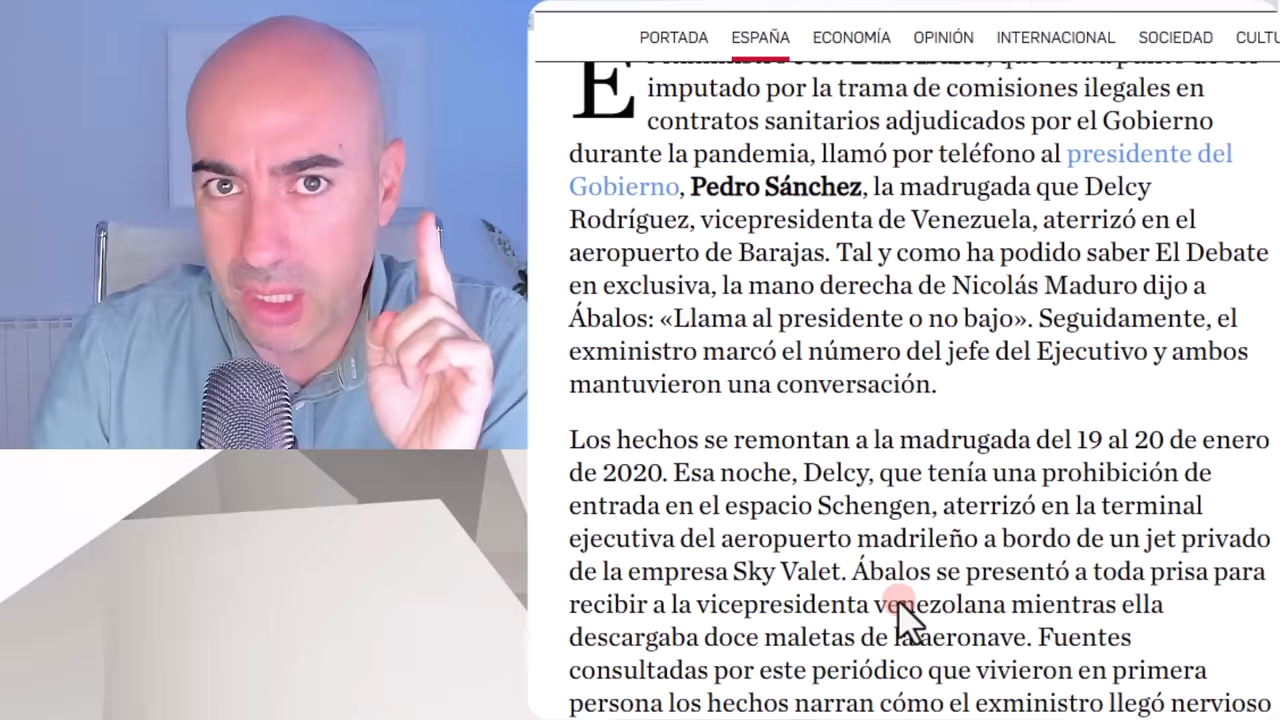 PORTADA ESPAÑA ECONOMÍA OPINIÓN INTERNACIONAL SOCIEDAD CULTU
E
imputado por la trama de comisiones ilegales en
contratos sanitarios adjudicados por el Gobierno
durante la pandemia, llamó por teléfono al presidente del
Gobierno, Pedro Sánchez, la madrugada que Delcy
Rodríguez, vicepresidenta de Venezuela, aterrizó en el
aeropuerto de Barajas. Tal y como ha podido saber El Debate
en exclusiva, la mano derecha de Nicolás Maduro dijo a
Ábalos: «Llama al presidente o no bajo». Seguidamente, el
exministro marcó el número del jefe del Ejecutivo y ambos
mantuvieron una conversación.
Los hechos se remontan a la madrugada del 19 al 20 de enero
de 2020. Esa noche, Delcy, que tenía una prohibición de
entrada en el espacio Schengen, aterrizó en la terminal
ejecutiva del aeropuerto madrileño a bordo de un jet privado
de la empresa Sky Valet. Ábalos se presentó a toda prisa para
recibir a la vicepresidenta venezolana mientras ella
descargaba doce maletas de la aeronave. Fuentes
consultadas por este periódico que vivieron en primera
persona los hechos narran cómo el exministro llegó nervioso